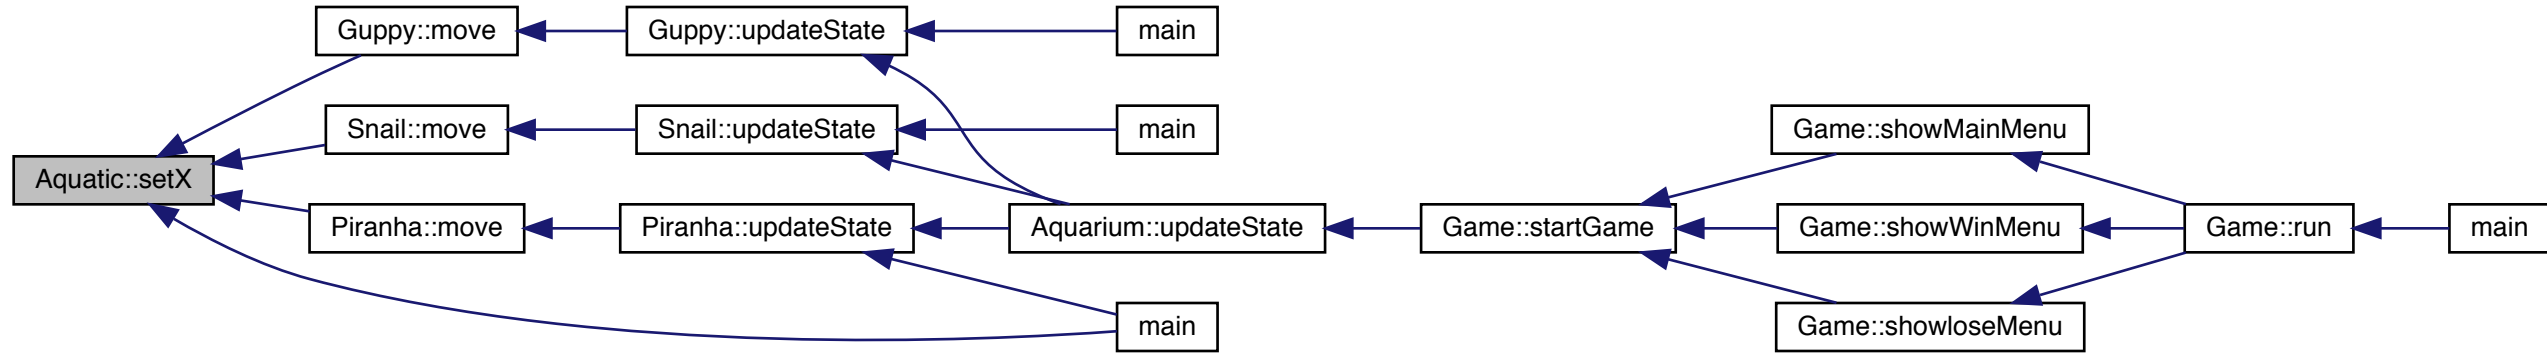 Guppy::move
Guppy::updateState
main
Snail::move
Snail::updateState
main
Game::showMainMenu
Aquatic::setX
Piranha::move
Piranha::updateState
Aquarium::updateState
Game::startGame
Game::showWinMenu
Game::run
main
main
Game::showloseMenu